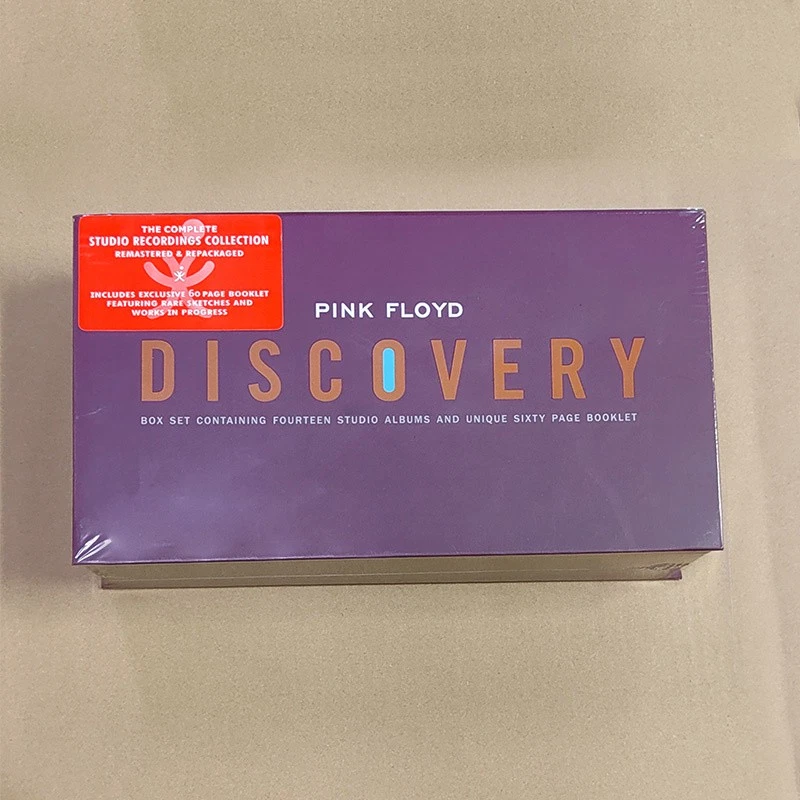 THE COMPLETE
STUDIO RECORDINGS COLLECTION
REMASTERED & REPACKAGED
INCLUDES EXCLUSIVE 60 PAGE BOOKLET
FEATURING RARE SKETCHES AND
WORKS IN PROGRESS
PINK FLOYD
DISCOVERY
BOX SET CONTAINING FOURTEEN STUDIO ALBUMS AND UNIQUE SIXTY PAGE BOOKLET